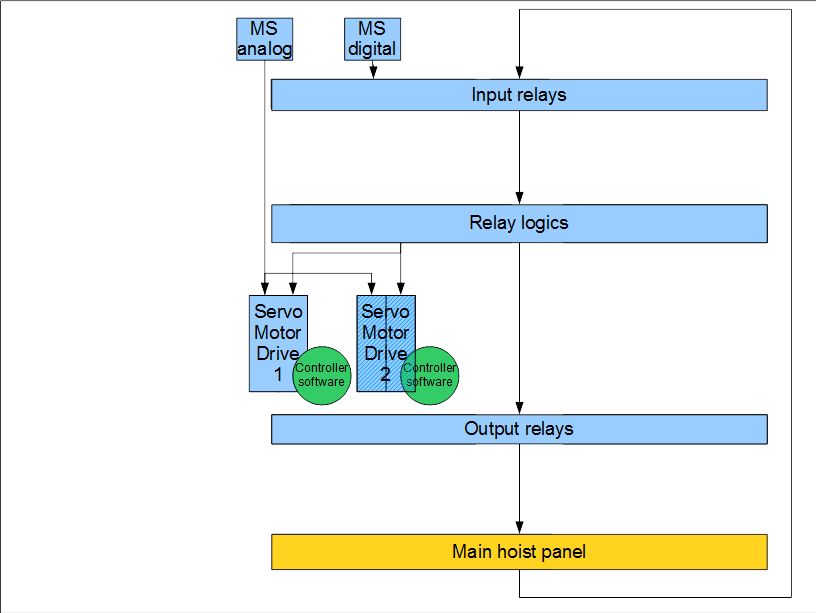 MS
analog
MS
digital
Input relays
Relay logics
Servo
Motor
Drive
1
Controller
software
Servo
Motor
Drive
2
Controller
software
Output relays
Main hoist panel